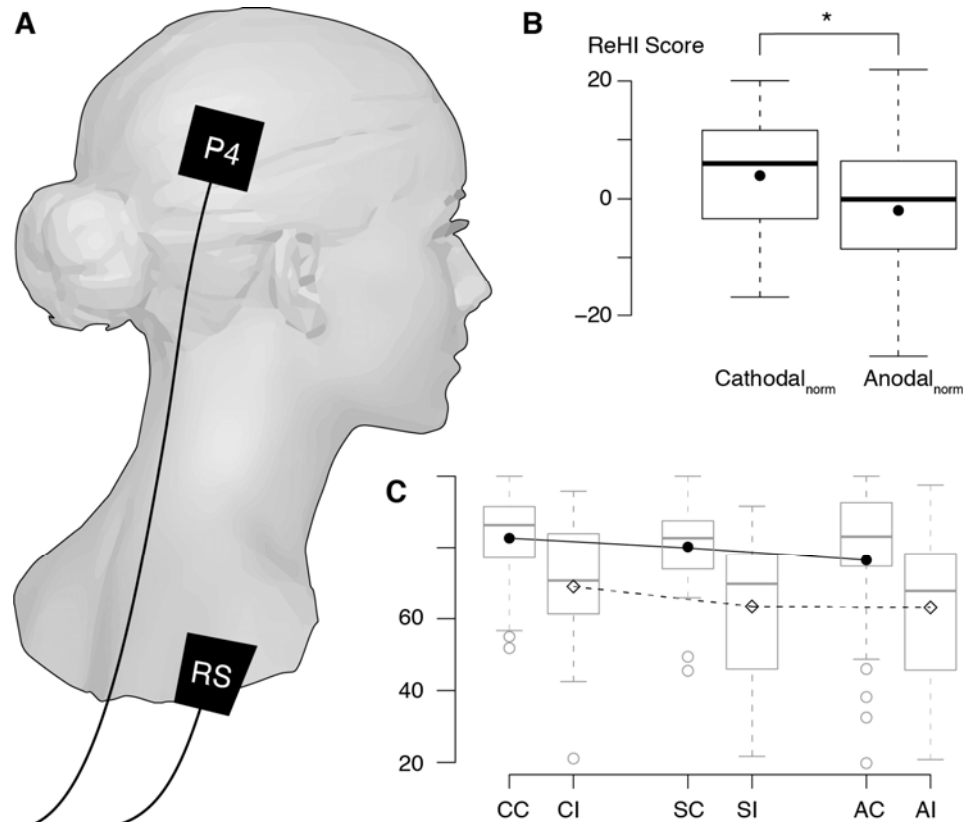 A
P4
RS
B
*
ReHI Score
20
0
−20
Cathodalnorm Anodalnorm
C
60
40
20
CC CI SC SI AC AI